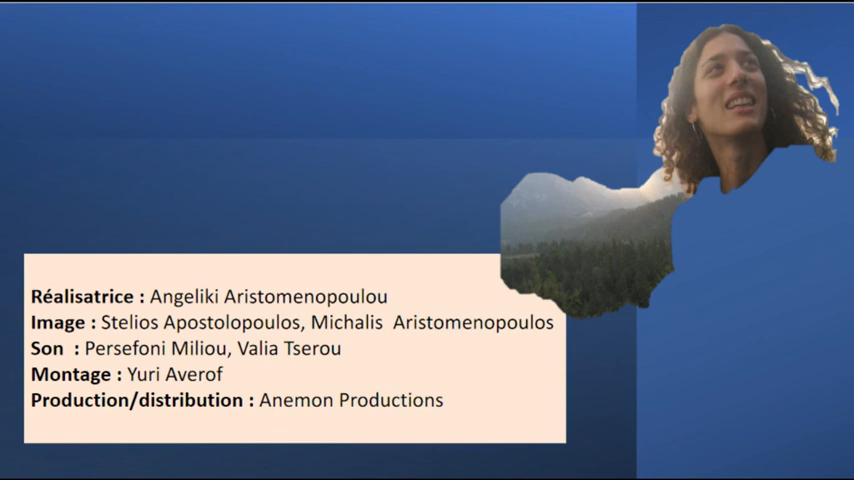 Réalisatrice : Angeliki Aristomenopoulou
Image : Stelios Apostolopoulos, Michalis Aristomenopoulos
Son : Persefoni Miliou, Valia Tserou
Montage : Yuri Averof
Production/distribution : Anemon Productions